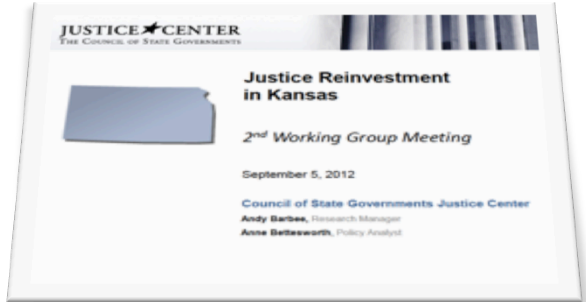 JUSTICE★CENTER
THE COUNCIL OF STATE GOVERNMENTS
Justice Reinvestment
in Kansas
2nd Working Group Meeting
September 5, 2012
Council of State Governments Justice Center
Andy Barbee, Research Manager
Anne Bettesworth, Policy Analyst